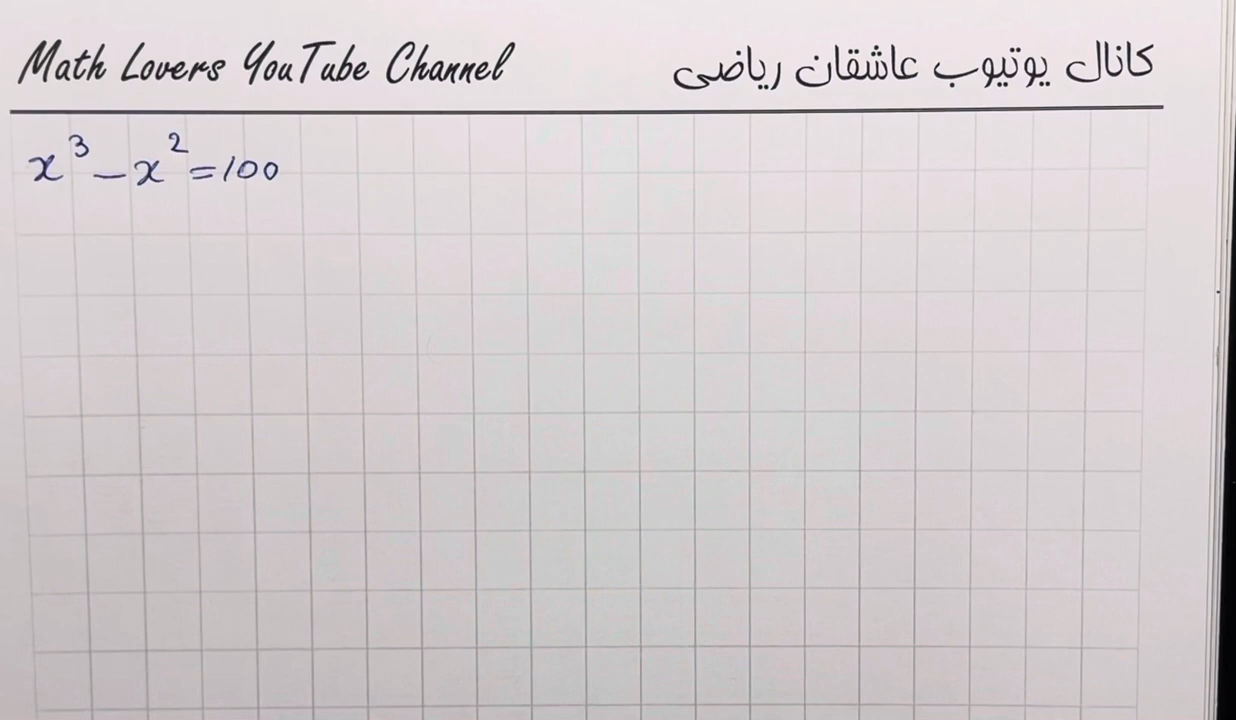 Math Lovers YouTube Channel
کانال یوتیوب عاشقان ریاضی
x³-x²=100